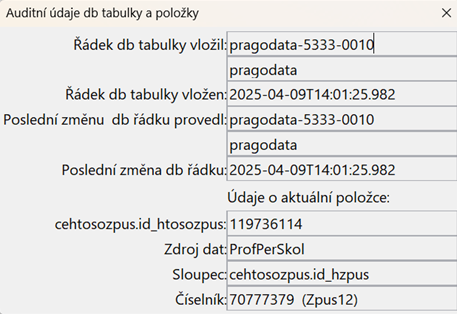 Auditní údaje db tabulky a položky
Řádek db tabulky vložil: pragodata-5333-0010
pragodata
Řádek db tabulky vložen: 2025-04-09T14:01:25.982
Poslední změnu  db řádku provedl: pragodata-5333-0010
pragodata
Poslední změna db řádku: 2025-04-09T14:01:25.982
Údaje o aktuální položce:
cehtosozpus.id_htosozpus: 119736114
Zdroj dat: ProfPerSkol
Sloupec: cehtosozpus.id_hzpus
Číselník: 70777379  (Zpus12)